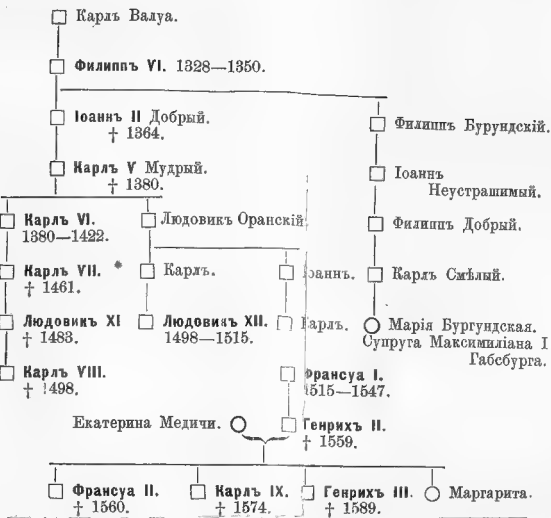 Карлъ Валуа.
Филиппъ VI. 1328—1350.
Іоаннъ II Добрый.
† 1364.
Филиппъ Бурундскій.
Карлъ V Мудрый.
† 1380.
Іоаннъ
Неустрашимый.
Карлъ VI.
1380—1422.
Людовикъ Оранскій
Филиппъ Добрый.
Карлъ VII.
† 1461.
Карлъ.
Іоаннъ.
Карлъ Смѣлый.
Людовикъ XI
† 1483.
Людовикъ XII.
1498—1515.
Карлъ.
Марія Бургундская.
Супруга Максимиліана I
Габсбурга.
Карлъ VIII.
† 1498.
Франсуа I.
1515—1547.
Екатерина Медичи.
Генрихъ II.
† 1559.
Франсуа II.
† 1560.
Карлъ IX.
† 1574.
Генрихъ III.
† 1589.
Маргарита.